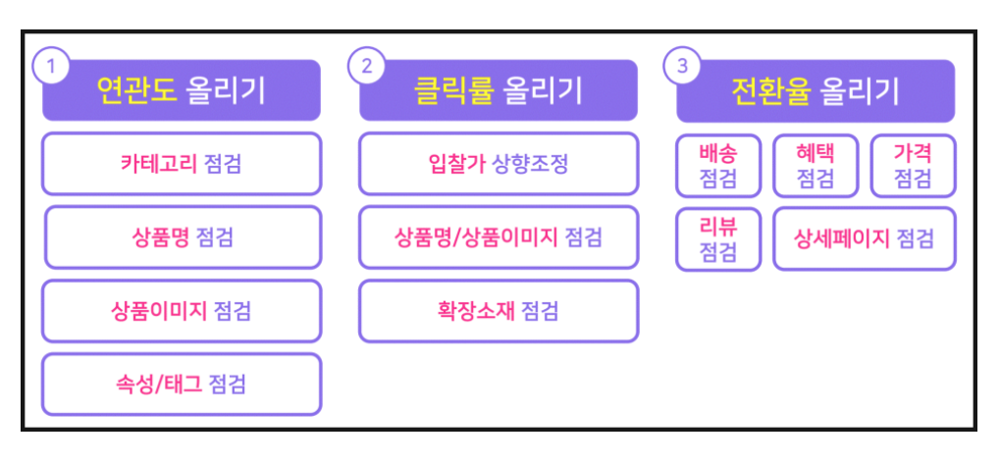 1
연관도 올리기
카테고리 점검
상품명 점검
상품이미지 점검
속성/태그 점검
2
클릭률 올리기
입찰가 상향조정
상품명/상품이미지 점검
확장소재 점검
3
전환율 올리기
배송
점검
혜택
점검
가격
점검
리뷰
점검
상세페이지 점검